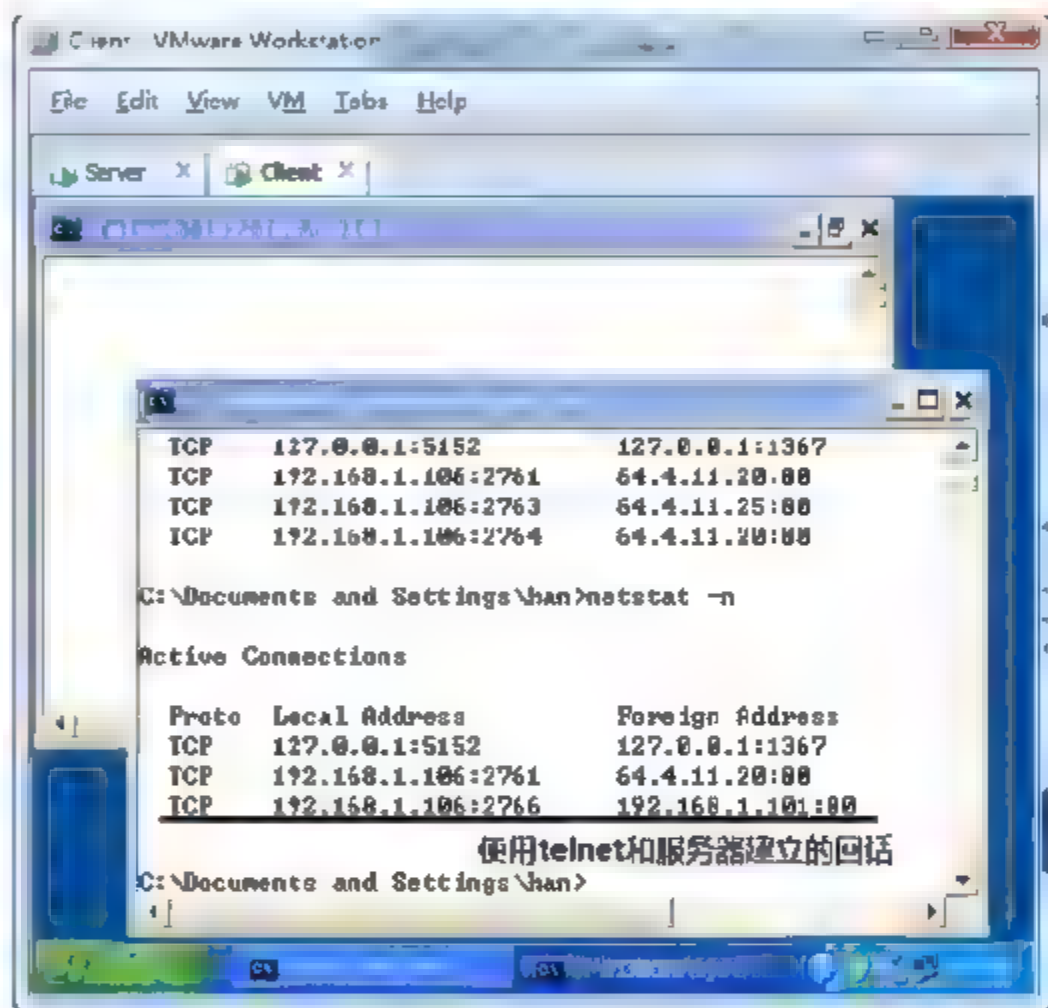 Client VMware Workstation
File Edit View VM Tabs Help
Server Client
TCP 127.0.0.1:5152 127.0.0.1:1367
TCP 192.168.1.106:2761 64.4.11.20:80
TCP 192.168.1.106:2763 64.4.11.25:80
TCP 192.168.1.106:2764 64.4.11.20:80
C:\Documents and Settings\han>netstat -n
Active Connections
Proto Local Address Foreign Address
TCP 127.0.0.1:5152 127.0.0.1:1367
TCP 192.168.1.106:2761 64.4.11.20:80
TCP 192.168.1.106:2766 192.168.1.101:80
使用telnet和服务器建立的回话
C:\Documents and Settings\han>